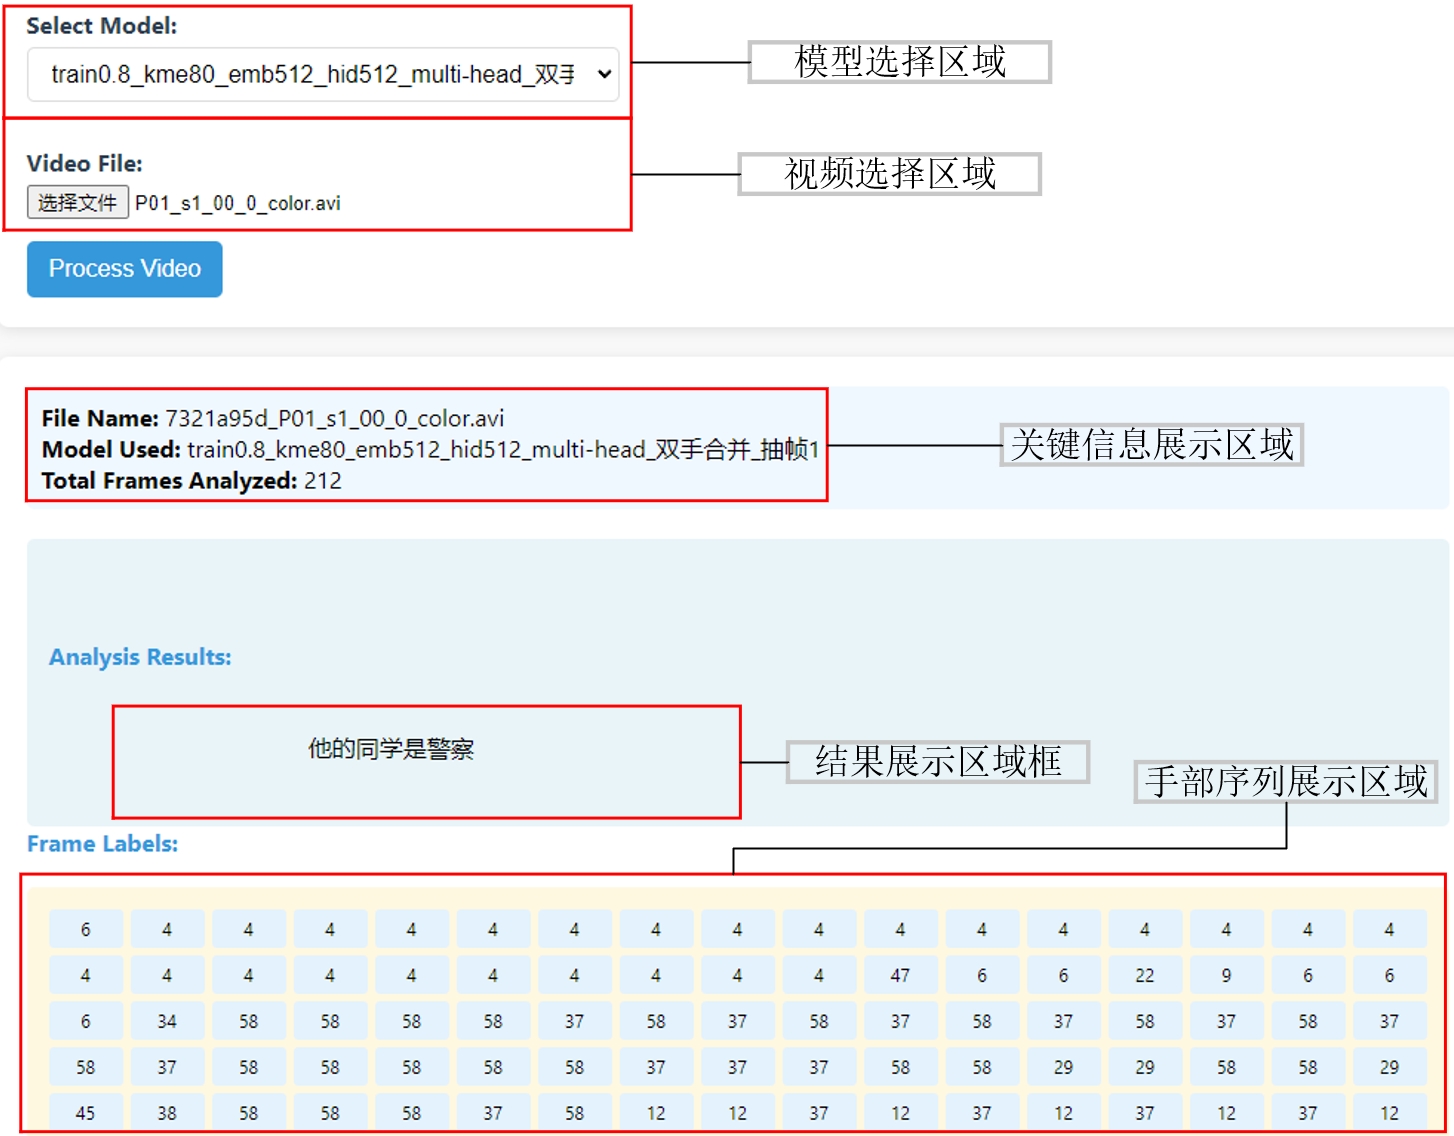 Select Model:
train0.8_kme80_emb512_hid512_multi-head_双手
模型选择区域
Video File:
选择文件 P01_s1_00_0_color.avi
视频选择区域
Process Video
File Name: 7321a95d_P01_s1_00_0_color.avi
Model Used: train0.8_kme80_emb512_hid512_multi-head_双手合并_抽帧1
Total Frames Analyzed: 212
关键信息展示区域
Analysis Results:
他的同学是警察
结果展示区域框
手部序列展示区域
Frame Labels:
6 4 4 4 4 4 4 4 4 4 4 4 4 4 4 4 4
4 4 4 4 4 4 4 4 4 4 47 6 6 22 9 6 6
6 34 58 58 58 58 37 58 37 58 37 58 37 58 37 58 37
58 37 58 58 58 58 58 37 37 37 58 58 29 29 58 58 29
45 38 58 58 58 37 58 12 12 37 12 37 12 37 12 37 12